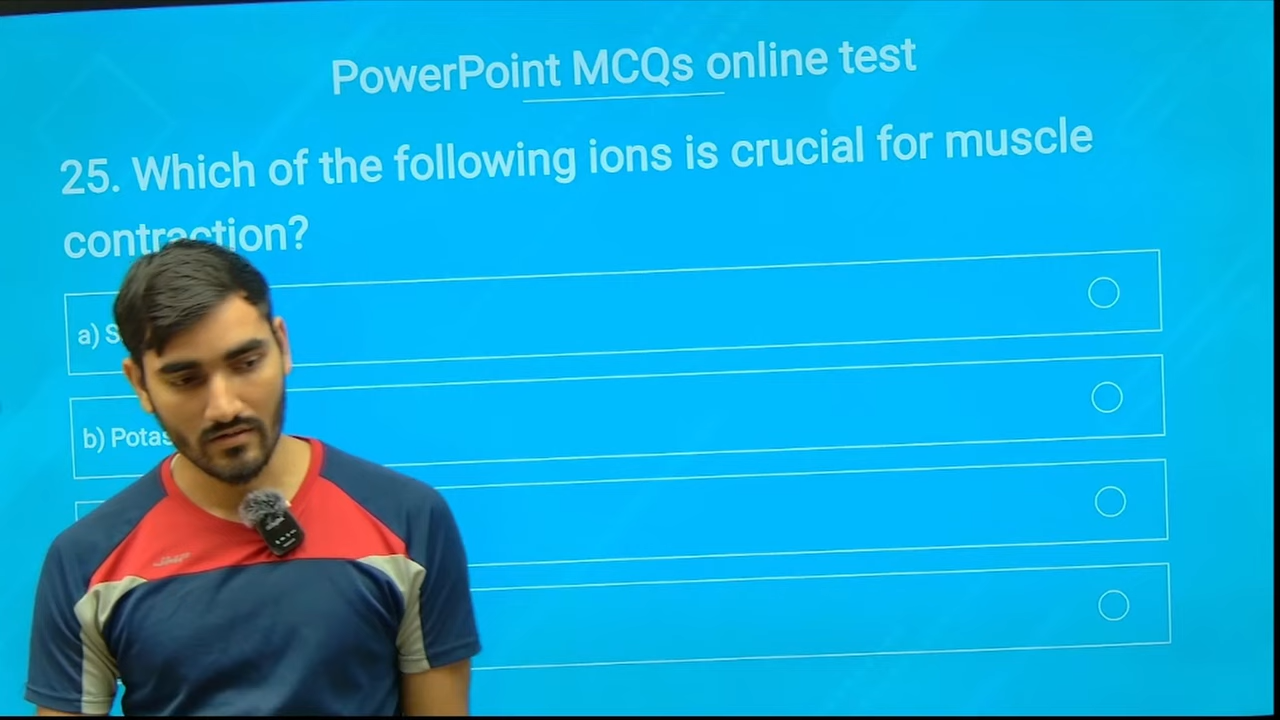 PowerPoint MCQs online test
25. Which of the following ions is crucial for muscle
contraction?
a) S
b) Potas